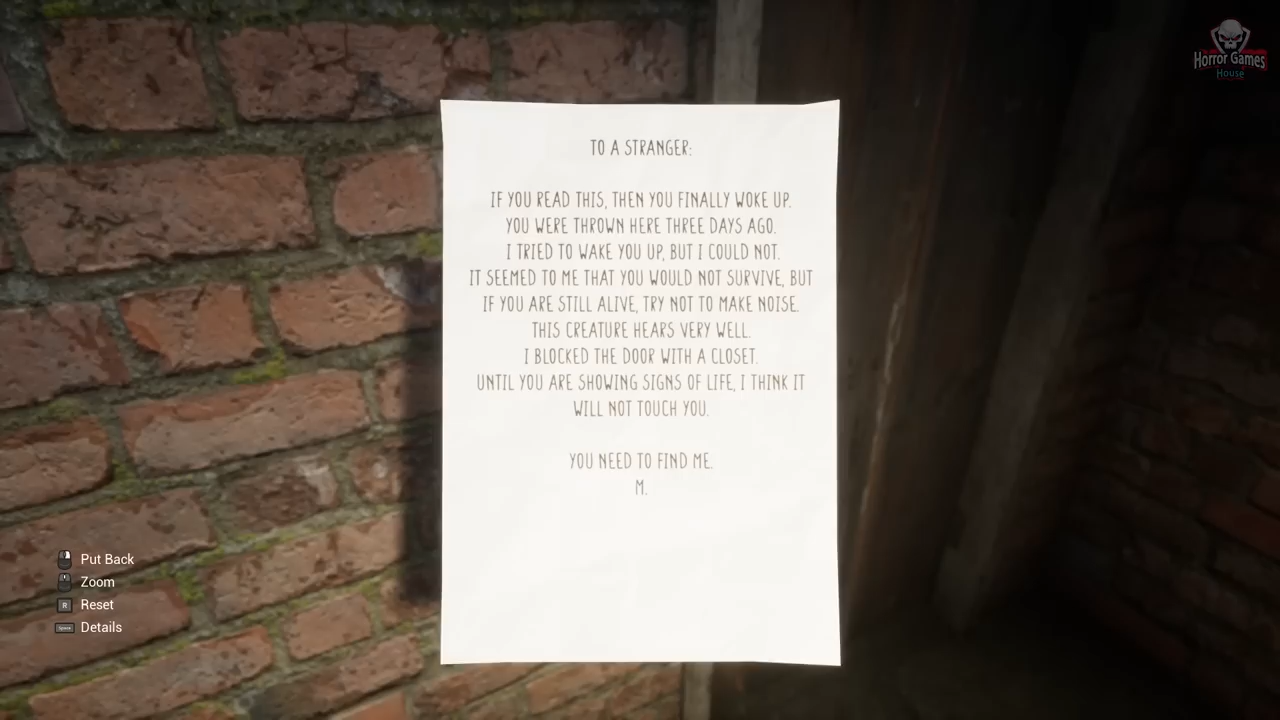 Horror Games
House
TO A STRANGER:
IF YOU READ THIS, THEN YOU FINALLY WOKE UP.
YOU WERE THROWN HERE THREE DAYS AGO.
I TRIED TO WAKE YOU UP, BUT I COULD NOT.
IT SEEMED TO ME THAT YOU WOULD NOT SURVIVE, BUT
IF YOU ARE STILL ALIVE, TRY NOT TO MAKE NOISE.
THIS CREATURE HEARS VERY WELL.
I BLOCKED THE DOOR WITH A CLOSET.
UNTIL YOU ARE SHOWING SIGNS OF LIFE, I THINK IT
WILL NOT TOUCH YOU.
YOU NEED TO FIND ME.
M.
Put Back
Zoom
R Reset
Space Details